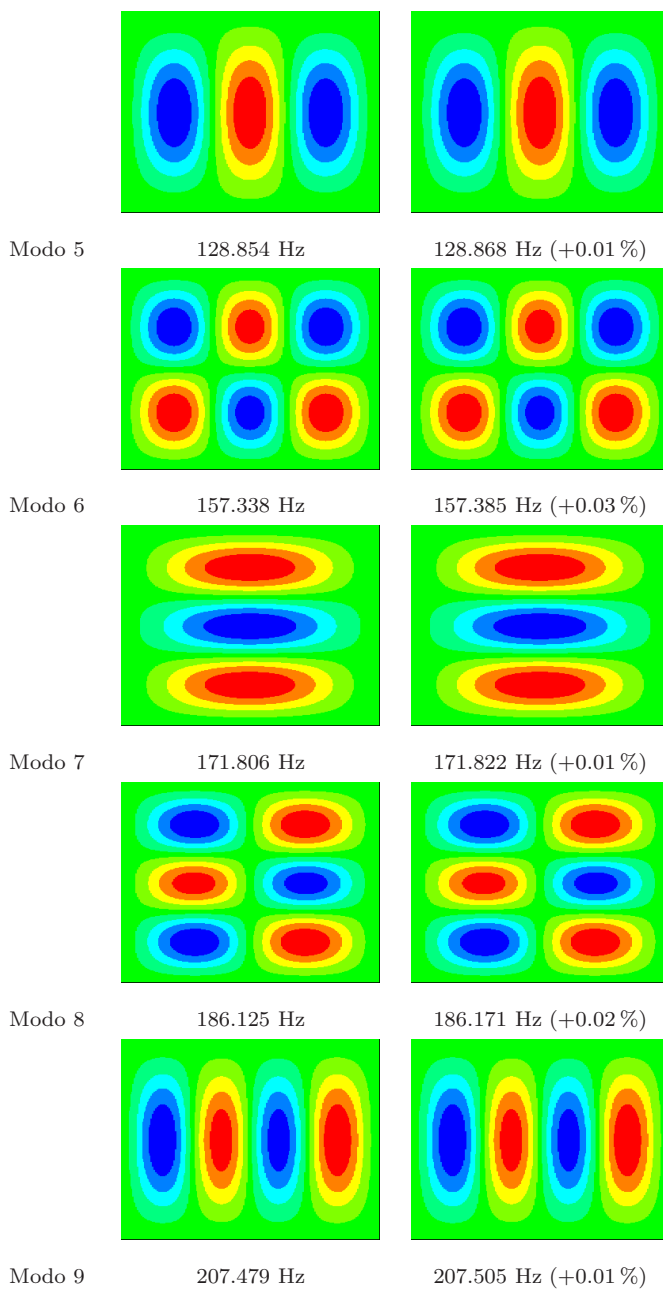 Modo 5 128.854 Hz 128.868 Hz (+0.01 %)
Modo 6 157.338 Hz 157.385 Hz (+0.03 %)
Modo 7 171.806 Hz 171.822 Hz (+0.01 %)
Modo 8 186.125 Hz 186.171 Hz (+0.02 %)
Modo 9 207.479 Hz 207.505 Hz (+0.01 %)